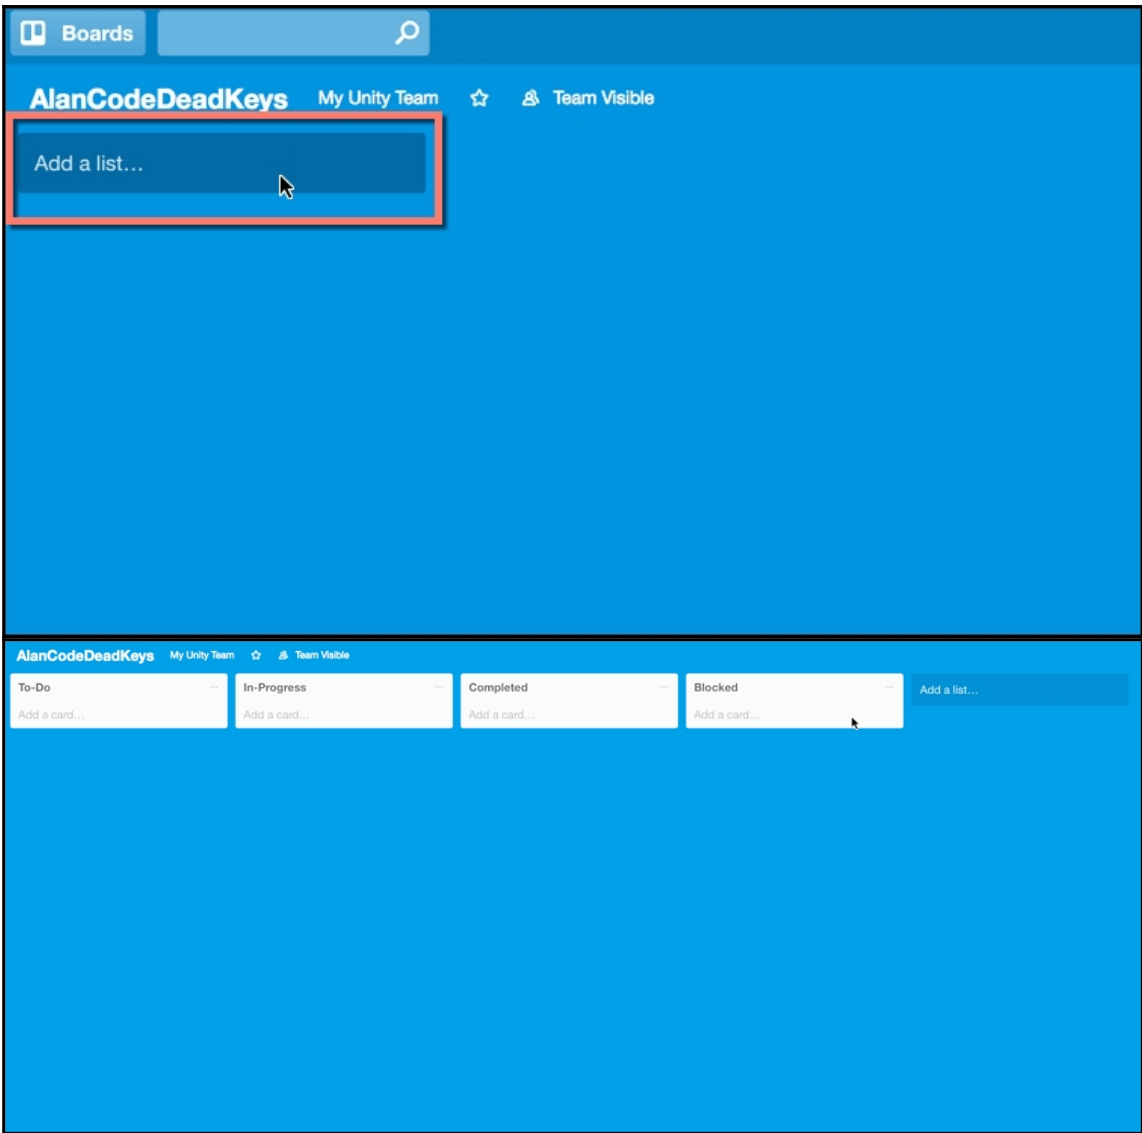 Boards
AlanCodeDeadKeys My Unity Team Team Visible
Add a list…
AlanCodeDeadKeys My Unity Team Team Visible
To-Do ... In-Progress ... Completed ... Blocked ... Add a list…
Add a card… Add a card… Add a card… Add a card…